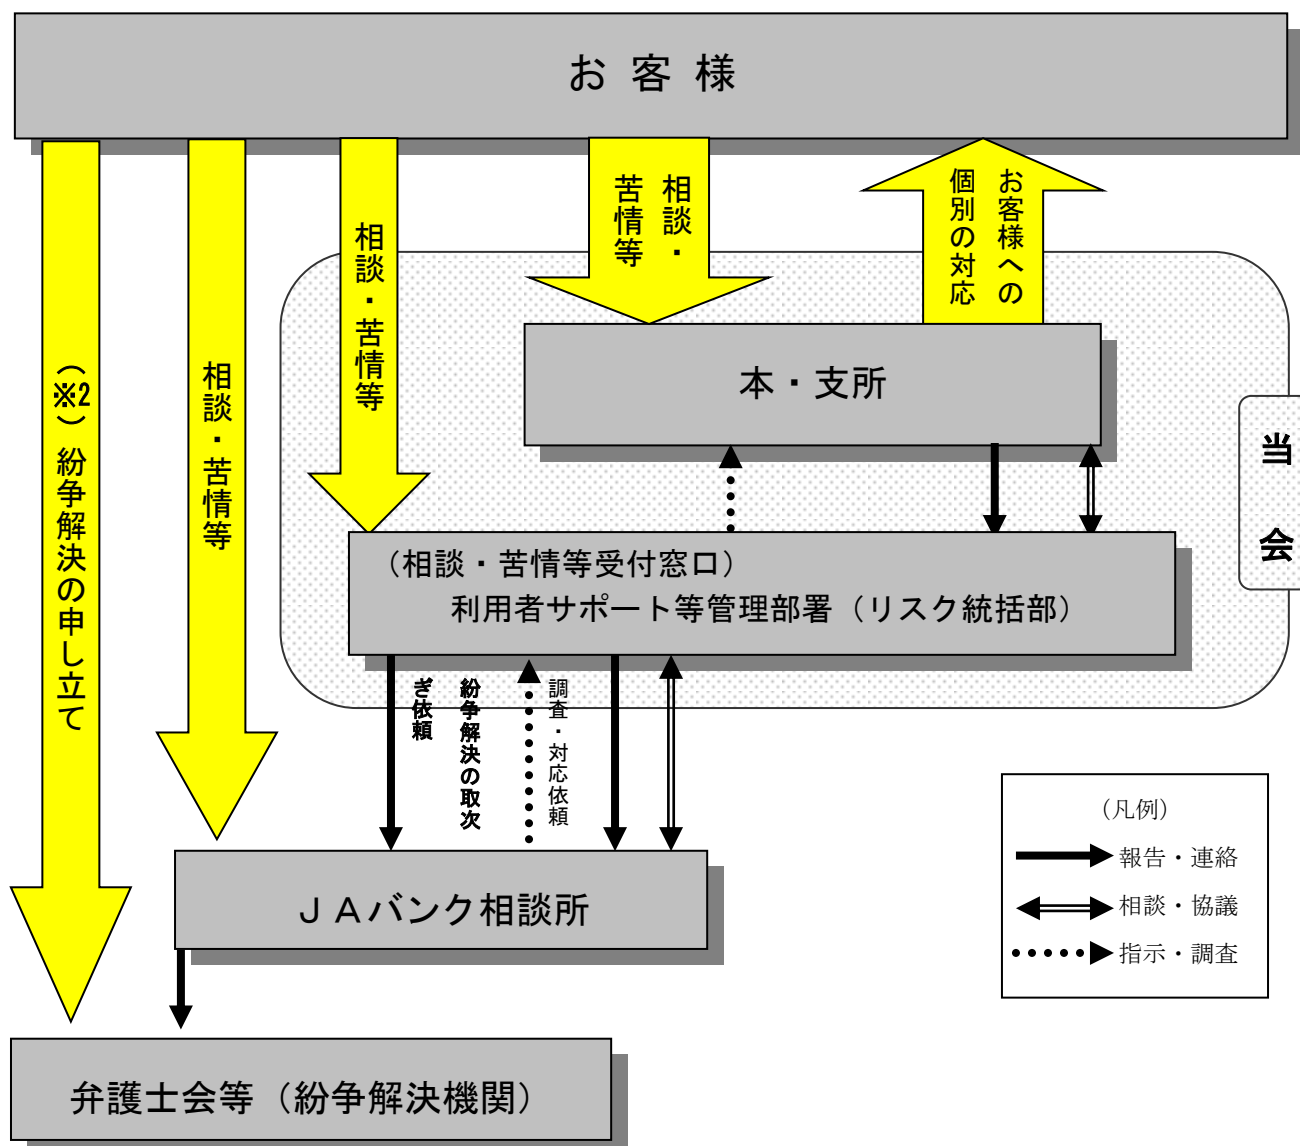 お客様
相談・
苦情等
お客様への
個別の対応
相談・苦情等
相談・苦情等
(※2)紛争解決の申し立て
本・支所
当会
(相談・苦情等受付窓口)
利用者サポート等管理部署(リスク統括部)
紛争解決の取次
ぎ依頼
調査・対応依頼
JAバンク相談所
弁護士会等(紛争解決機関)
(凡例)
報告・連絡
相談・協議
指示・調査